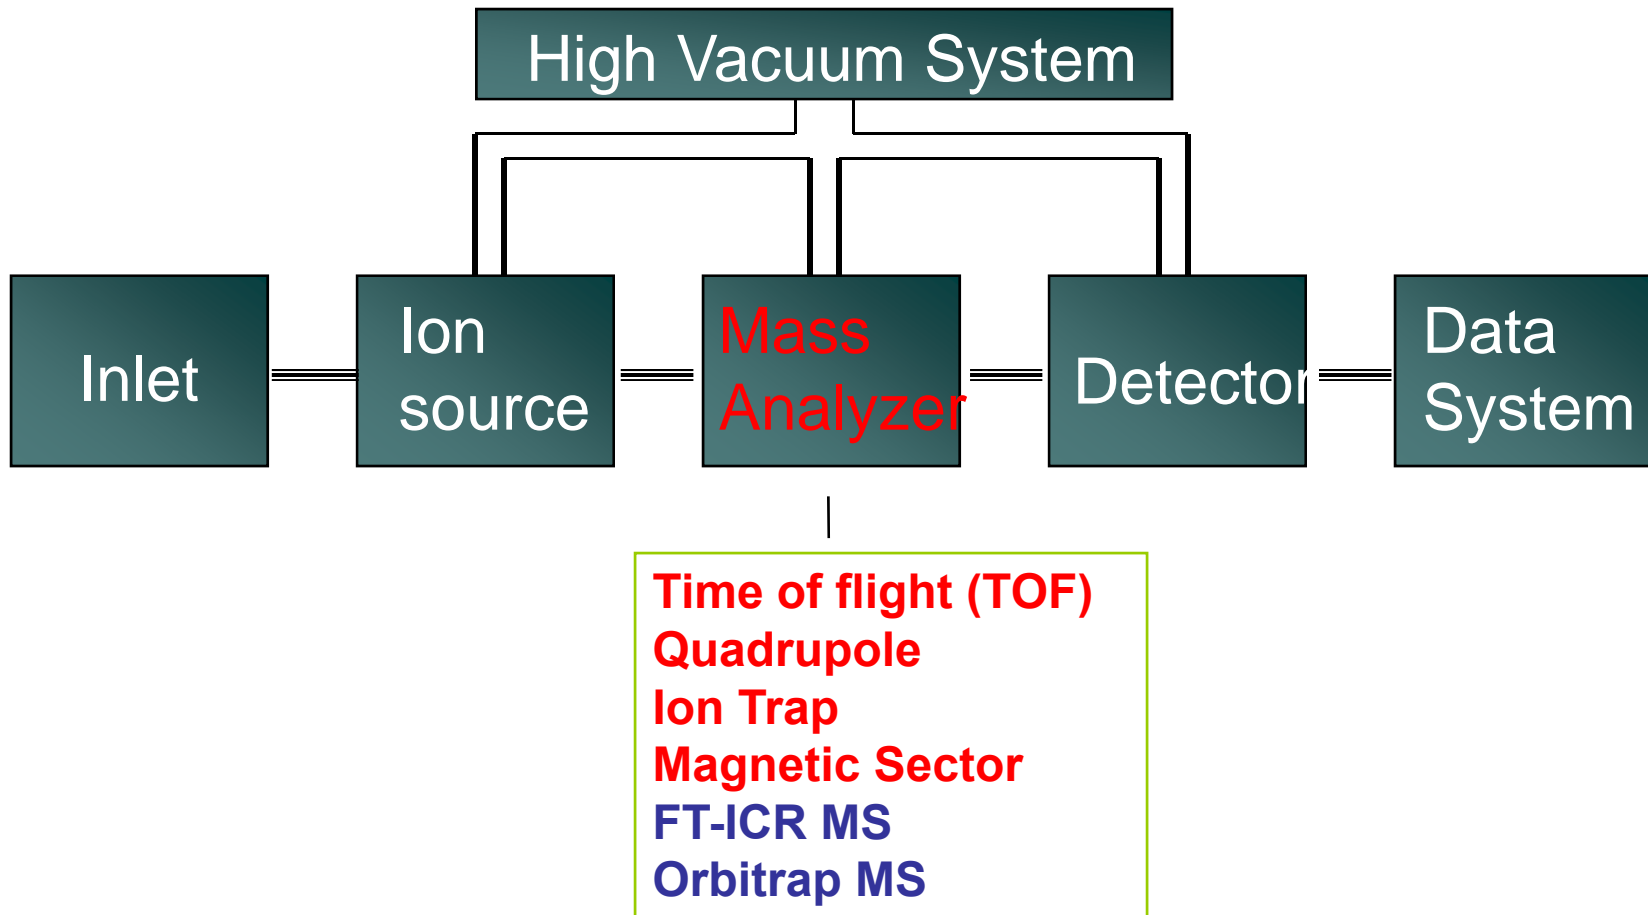 High Vacuum System
Inlet
Ion
source
Mass
Analyzer
Detector
Data
System
Time of flight (TOF)
Quadrupole
Ion Trap
Magnetic Sector
FT-ICR MS
Orbitrap MS